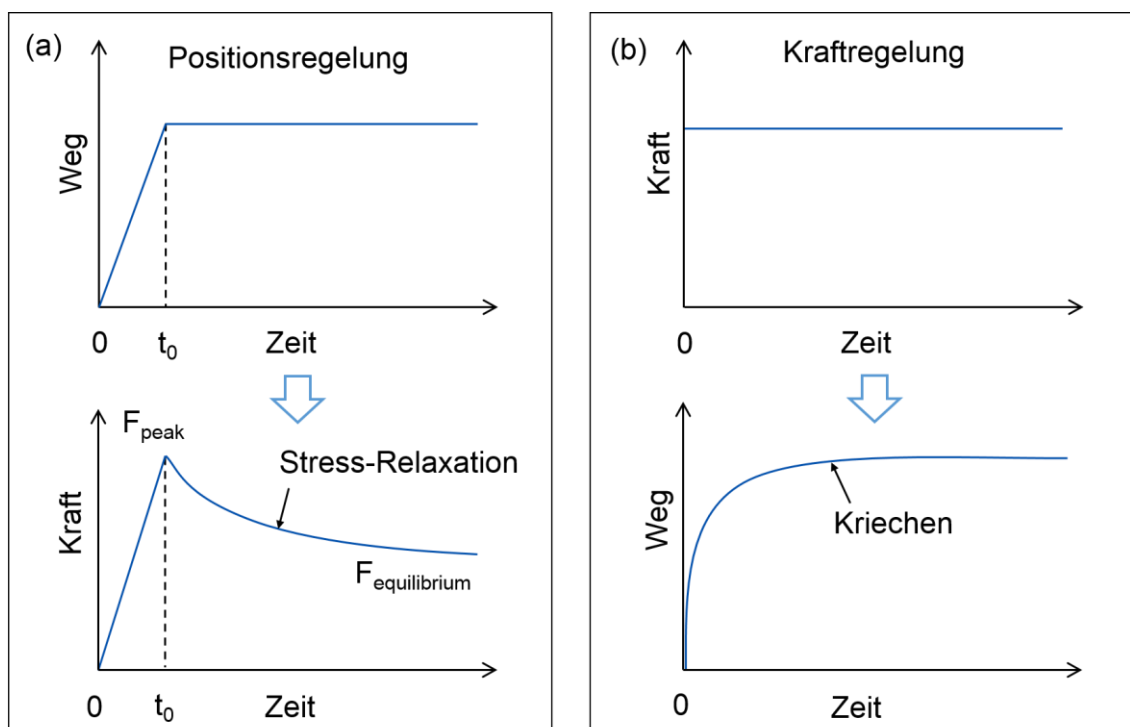 (a)
Positionsregelung
Weg
0
t0
Zeit
Fpeak
Stress-Relaxation
Kraft
Fequilibrium
0
t0
Zeit
(b)
Kraftregelung
Kraft
0
Zeit
Weg
Kriechen
0
Zeit